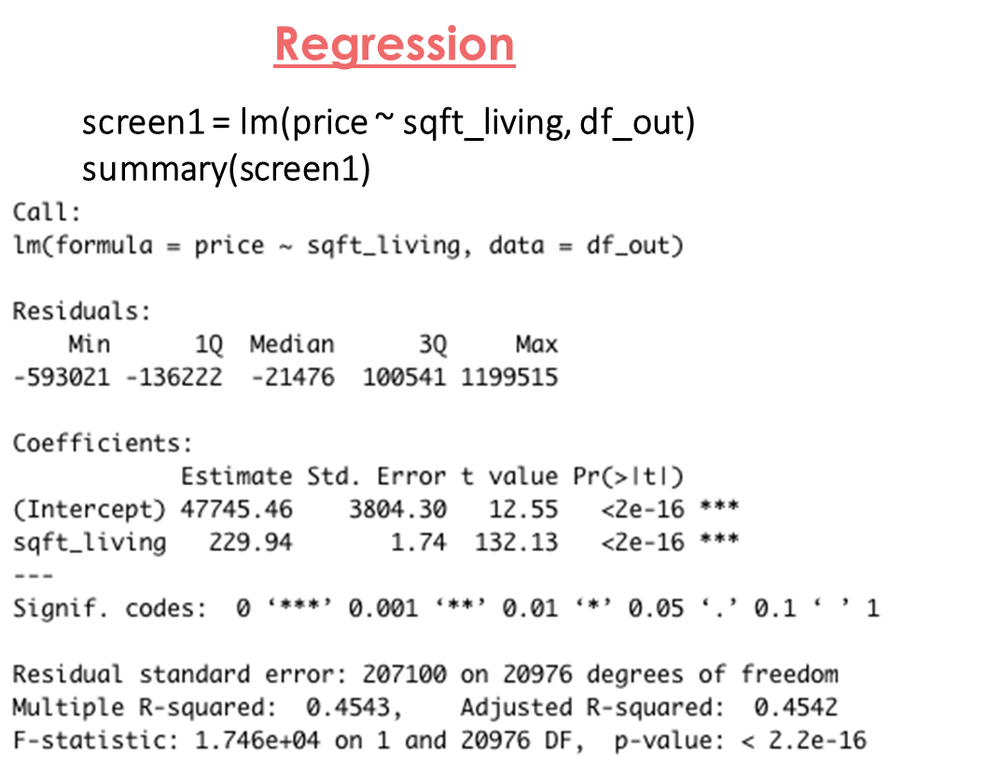 Regression
screen1 = lm(price ~ sqft_living, df_out)
summary(screen1)
Call:
lm(formula = price ~ sqft_living, data = df_out)
Residuals:
    Min      1Q  Median      3Q     Max
-593021 -136222  -21476  100541 1199515
Coefficients:
            Estimate Std. Error t value Pr(>|t|)
(Intercept) 47745.46    3804.30   12.55   <2e-16 ***
sqft_living   229.94       1.74  132.13   <2e-16 ***
---
Signif. codes:  0 ‘***’ 0.001 ‘**’ 0.01 ‘*’ 0.05 ‘.’ 0.1 ‘ ’ 1
Residual standard error: 207100 on 20976 degrees of freedom
Multiple R-squared:  0.4543,    Adjusted R-squared:  0.4542
F-statistic: 1.746e+04 on 1 and 20976 DF,  p-value: < 2.2e-16